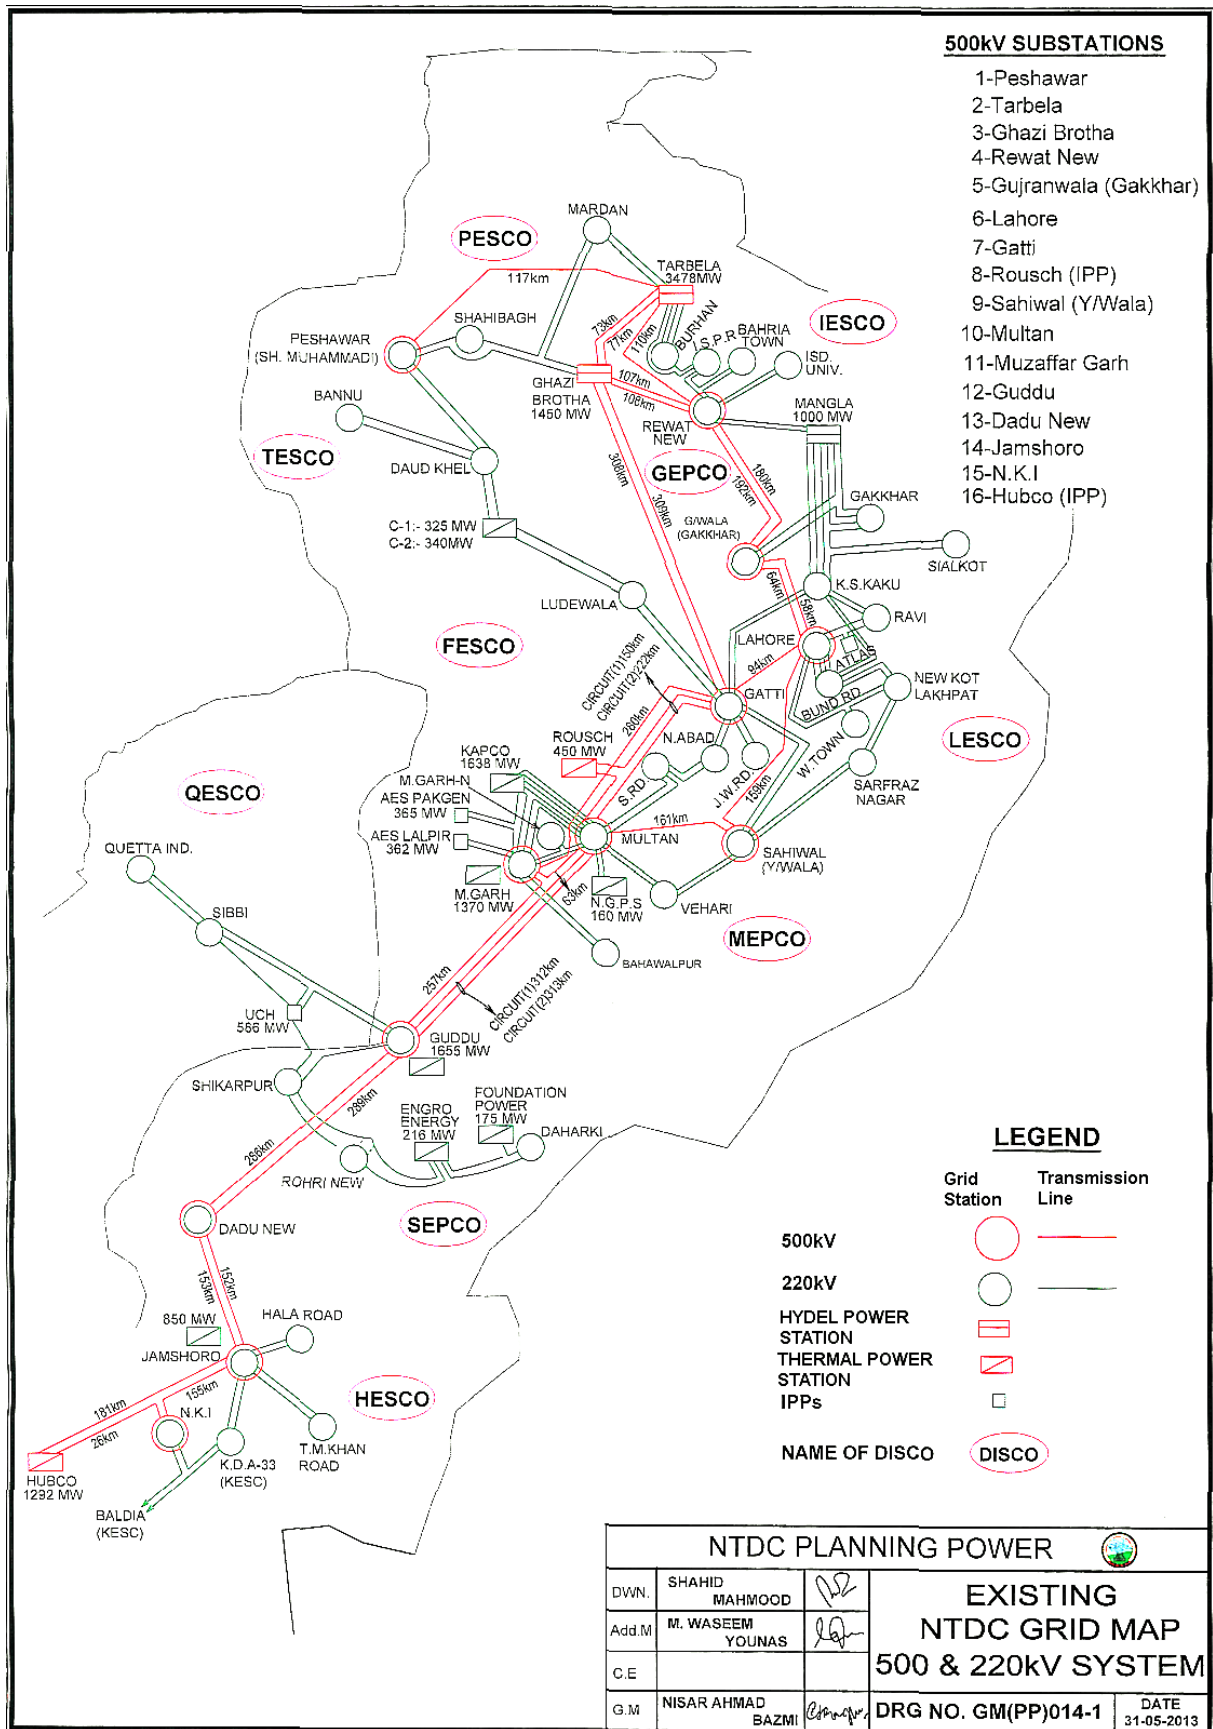 500kV SUBSTATIONS
1-Peshawar
2-Tarbela
3-Ghazi Brotha
4-Rewat New
5-Gujranwala (Gakkhar)
6-Lahore
7-Gatti
8-Rousch (IPP)
9-Sahiwal (Y/Wala)
10-Multan
11-Muzaffar Garh
12-Guddu
13-Dadu New
14-Jamshoro
15-N.K.I
16-Hubco (IPP)
MARDAN
PESCO
TARBELA
3478MW
117km
SHAHIBAGH
PESHAWAR
(SH. MUHAMMADI)
73km
77km
110km
BURHAN
I.S.P.R
BAHRIA
TOWN
IESCO
ISD.
UNIV.
GHAZI
BROTHA
1450 MW
107km
108km
BANNU
MANGLA
1000 MW
REWAT
NEW
TESCO
DAUD KHEL
GEPCO
308km
309km
180km
192km
GAKKHAR
C-1:- 325 MW
C-2:- 340MW
G/WALA
(GAKKHAR)
SIALKOT
64km
58km
K.S.KAKU
LUDEWALA
RAVI
FESCO
LAHORE
ATLAS
94km
CIRCUIT(1)150km
CIRCUIT(2)222km
GATTI
BUND RD.
NEW KOT
LAKHPAT
260km
N.ABAD
LESCO
ROUSCH
450 MW
KAPCO
1638 MW
S.RD.
J.W.RD.
W.TOWN
M.GARH-N
SARFRAZ
NAGAR
QESCO
AES PAKGEN
365 MW
159km
161km
AES LALPIR
362 MW
MULTAN
SAHIWAL
(Y/WALA)
QUETTA IND.
M.GARH
1370 MW
63km
N.G.P.S
160 MW
VEHARI
SIBBI
MEPCO
BAHAWALPUR
257km
CIRCUIT(1)312km
CIRCUIT(2)313km
UCH
566 MW
GUDDU
1655 MW
SHIKARPUR
289km
FOUNDATION
POWER
175 MW
ENGRO
ENERGY
216 MW
DAHARKI
286km
ROHRI NEW
SEPCO
DADU NEW
152km
153km
850 MW
HALA ROAD
JAMSHORO
155km
HESCO
181km
26km
N.K.I
T.M.KHAN
ROAD
K.D.A-33
(KESC)
HUBCO
1292 MW
BALDIA
(KESC)
LEGEND
Grid
Station
Transmission
Line
500kV
220kV
HYDEL POWER
STATION
THERMAL POWER
STATION
IPPs
NAME OF DISCO
DISCO
NTDC PLANNING POWER
DWN. SHAHID
MAHMOOD
Add.M M. WASEEM
YOUNAS
C.E
G.M NISAR AHMAD
BAZMI
EXISTING
NTDC GRID MAP
500 & 220kV SYSTEM
DRG NO. GM(PP)014-1
DATE
31-05-2013